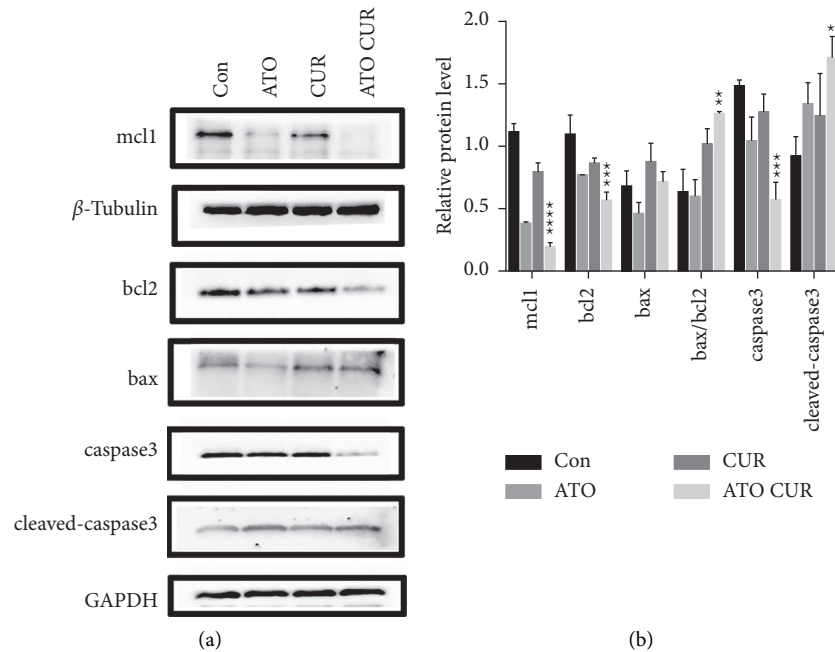 Con
ATO
CUR
ATO CUR
mcl1
β-Tubulin
bcl2
bax
caspase3
cleaved-caspase3
GAPDH
(a)
Relative protein level
2.0
1.5
1.0
0.5
0.0
****
***
**
***
*
mcl1
bcl2
bax
bax/bcl2
caspase3
cleaved-caspase3
Con
CUR
ATO
ATO CUR
(b)